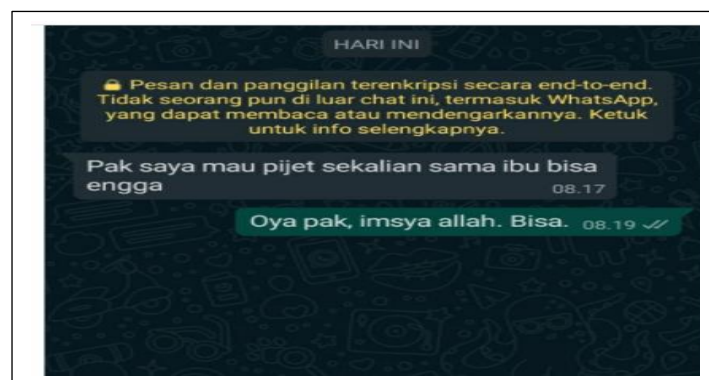 HARI INI
Pesan dan panggilan terenkripsi secara end-to-end.
Tidak seorang pun di luar chat ini, termasuk WhatsApp,
yang dapat membaca atau mendengarkannya. Ketuk
untuk info selengkapnya.
Pak saya mau pijet sekalian sama ibu bisa
engga
08.17
Oya pak, imsya allah. Bisa. 08.19